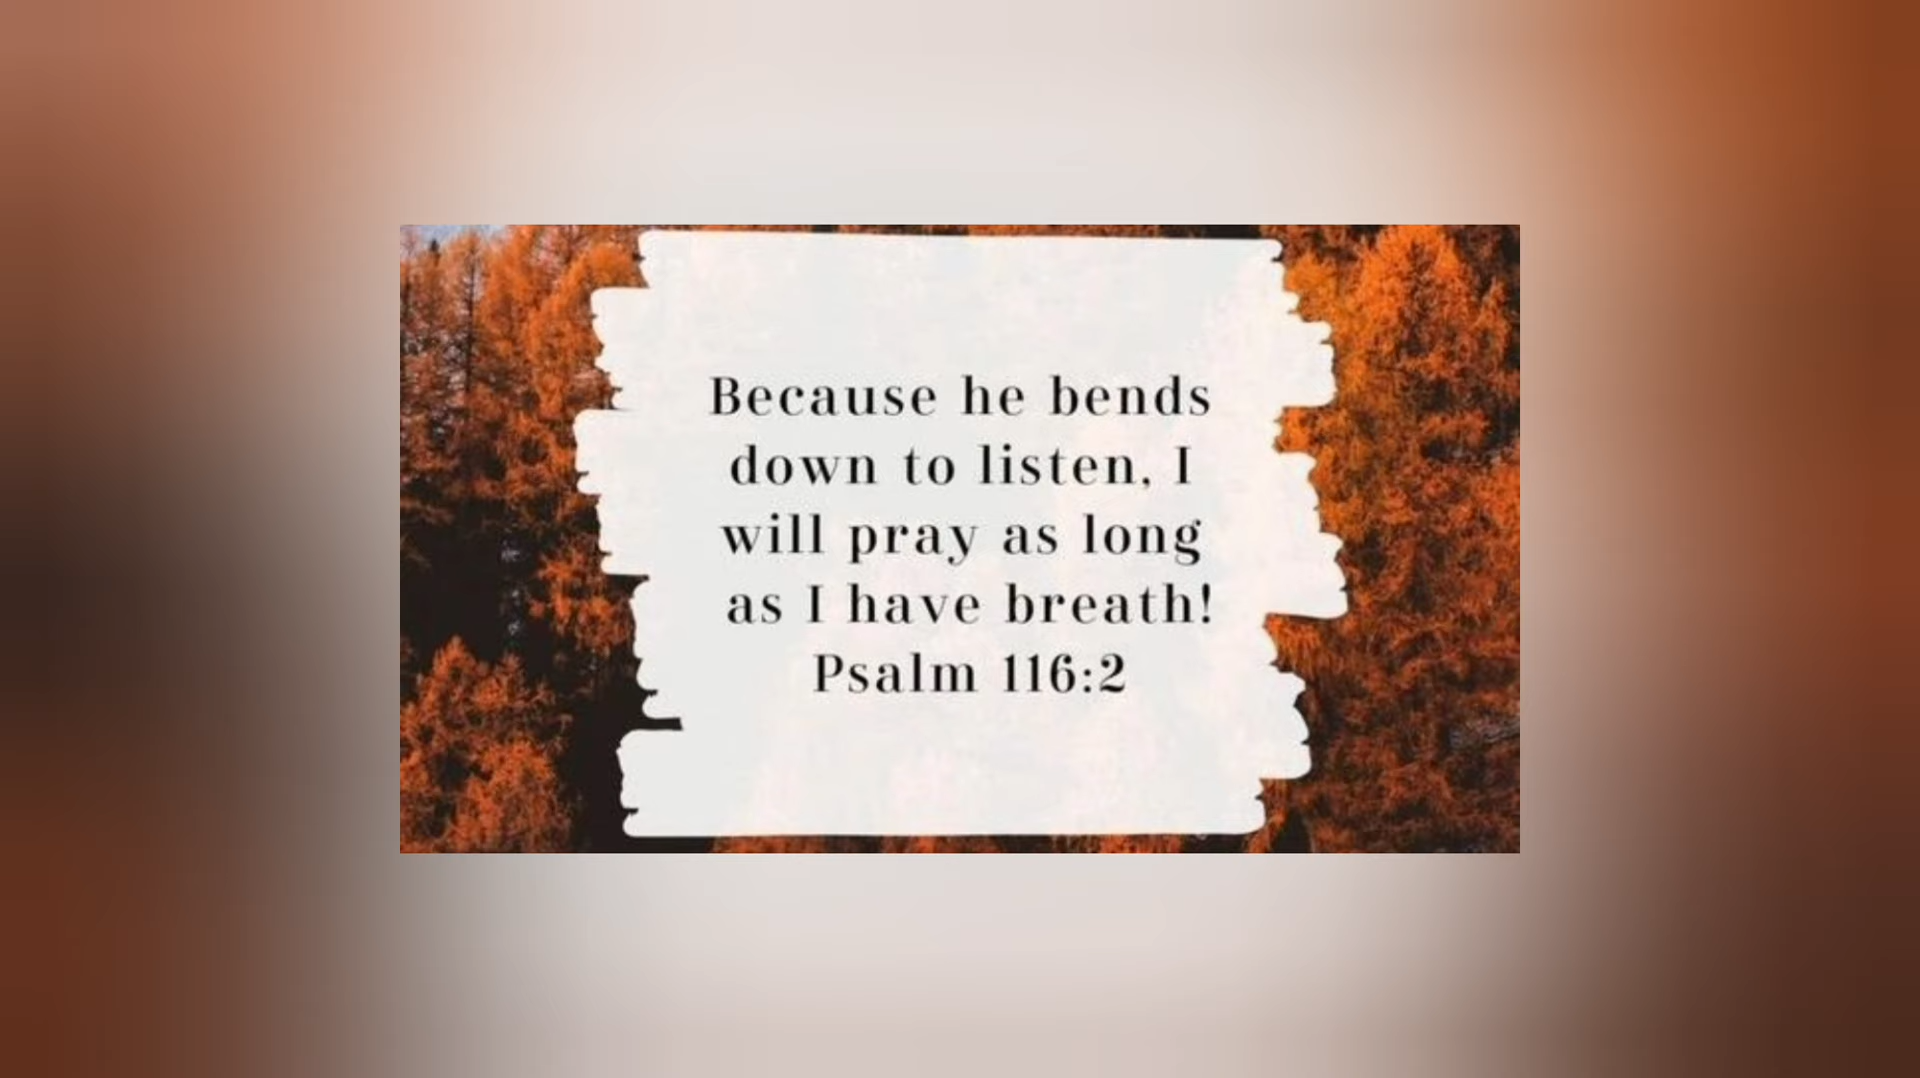 Because he bends
down to listen, I
will pray as long
as I have breath!
Psalm 116:2